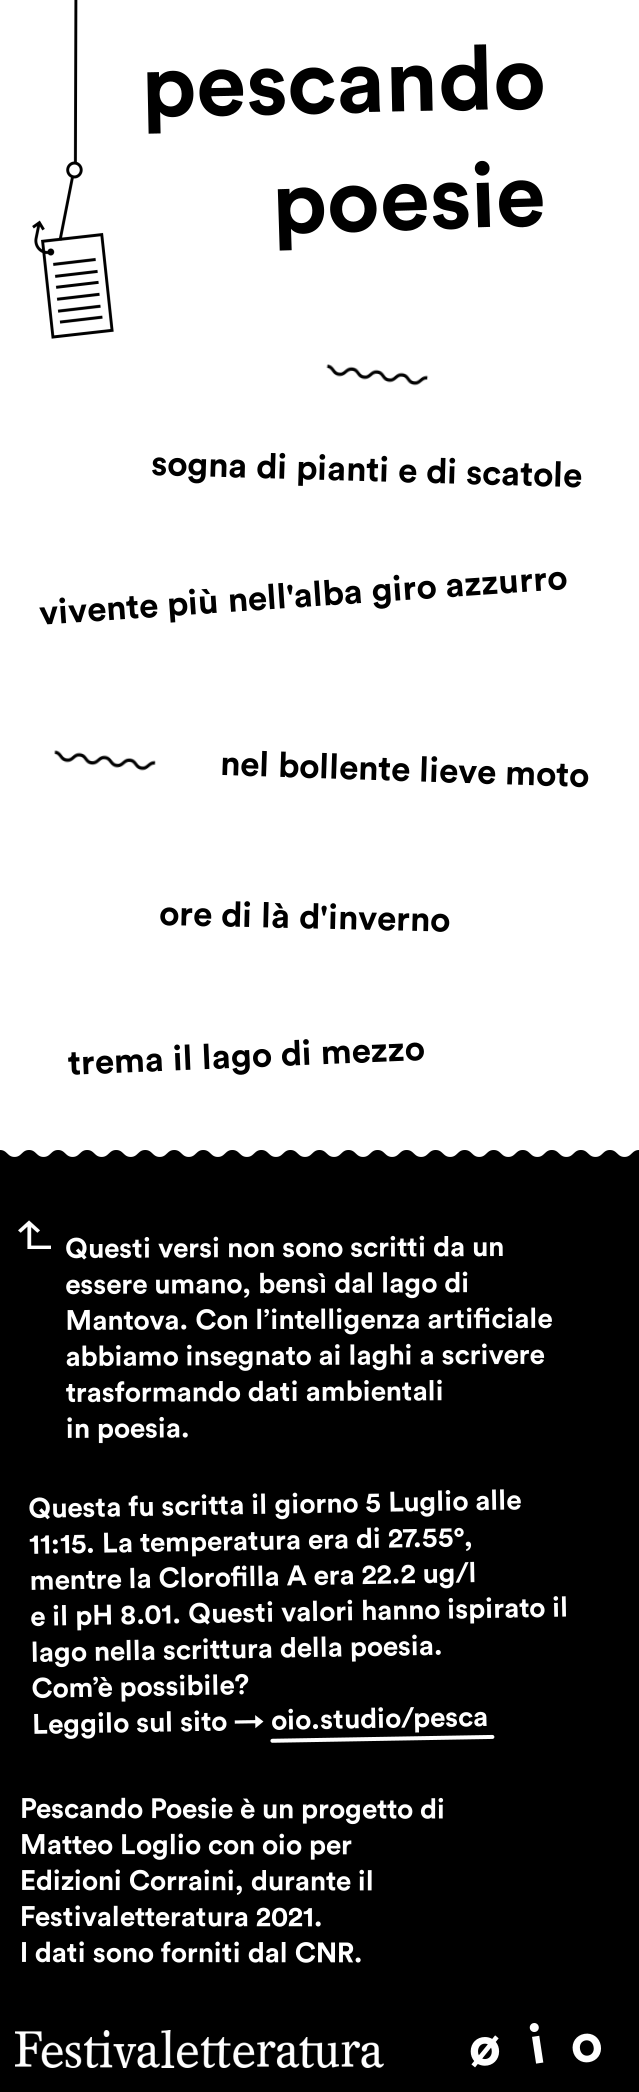 pescando
poesie
sogna di pianti e di scatole
vivente più nell'alba giro azzurro
nel bollente lieve moto
ore di là d'inverno
trema il lago di mezzo
Questi versi non sono scritti da un
essere umano, bensì dal lago di
Mantova. Con l’intelligenza artificiale
abbiamo insegnato ai laghi a scrivere
trasformando dati ambientali
in poesia.
Questa fu scritta il giorno 5 Luglio alle
11:15. La temperatura era di 27.55°,
mentre la Clorofilla A era 22.2 ug/l
e il pH 8.01. Questi valori hanno ispirato il
lago nella scrittura della poesia.
Com’è possibile?
Leggilo sul sito → oio.studio/pesca
Pescando Poesie è un progetto di
Matteo Loglio con oio per
Edizioni Corraini, durante il
Festivaletteratura 2021.
I dati sono forniti dal CNR.
Festivaletteratura ø i o